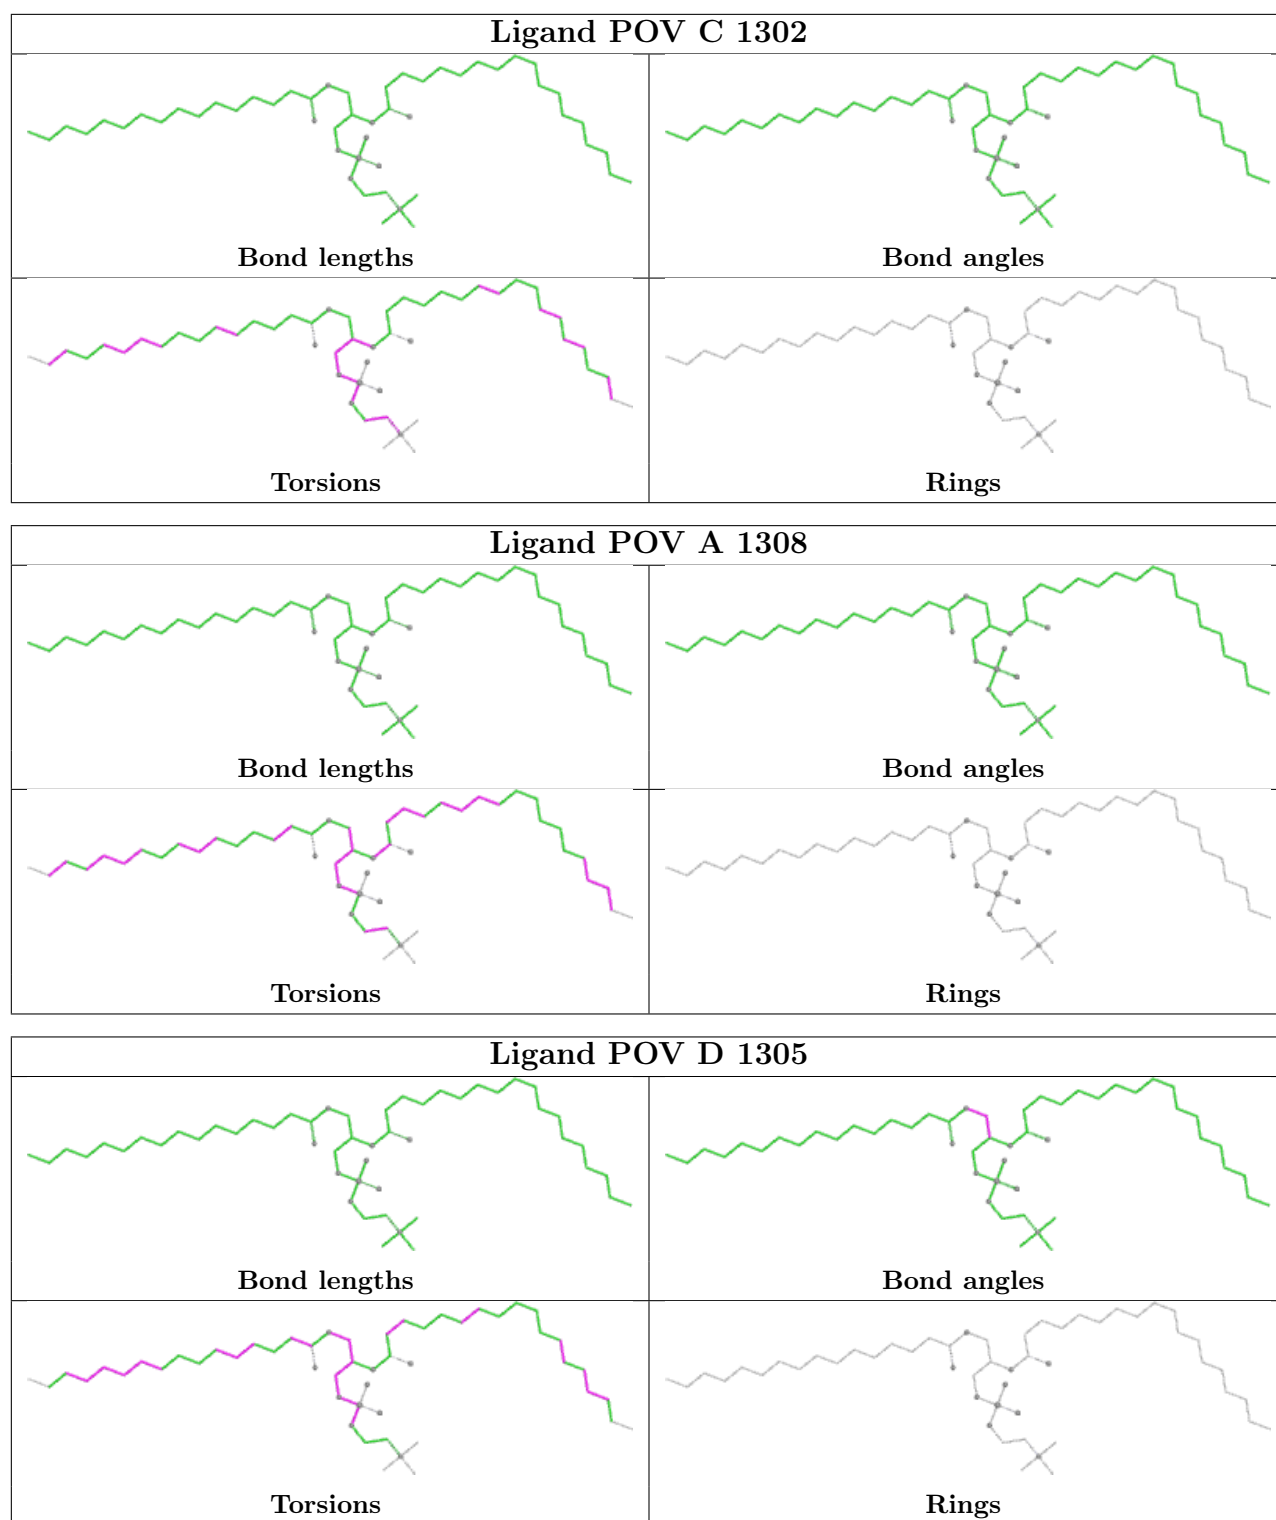 Ligand POV C 1302
Bond lengths
Bond angles
Torsions
Rings
Ligand POV A 1308
Bond lengths
Bond angles
Torsions
Rings
Ligand POV D 1305
Bond lengths
Bond angles
Torsions
Rings